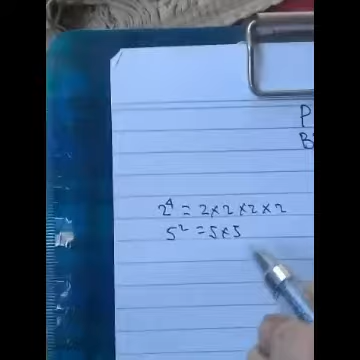 P
B
2⁴ = 2×2×2×2
5² = 5×5